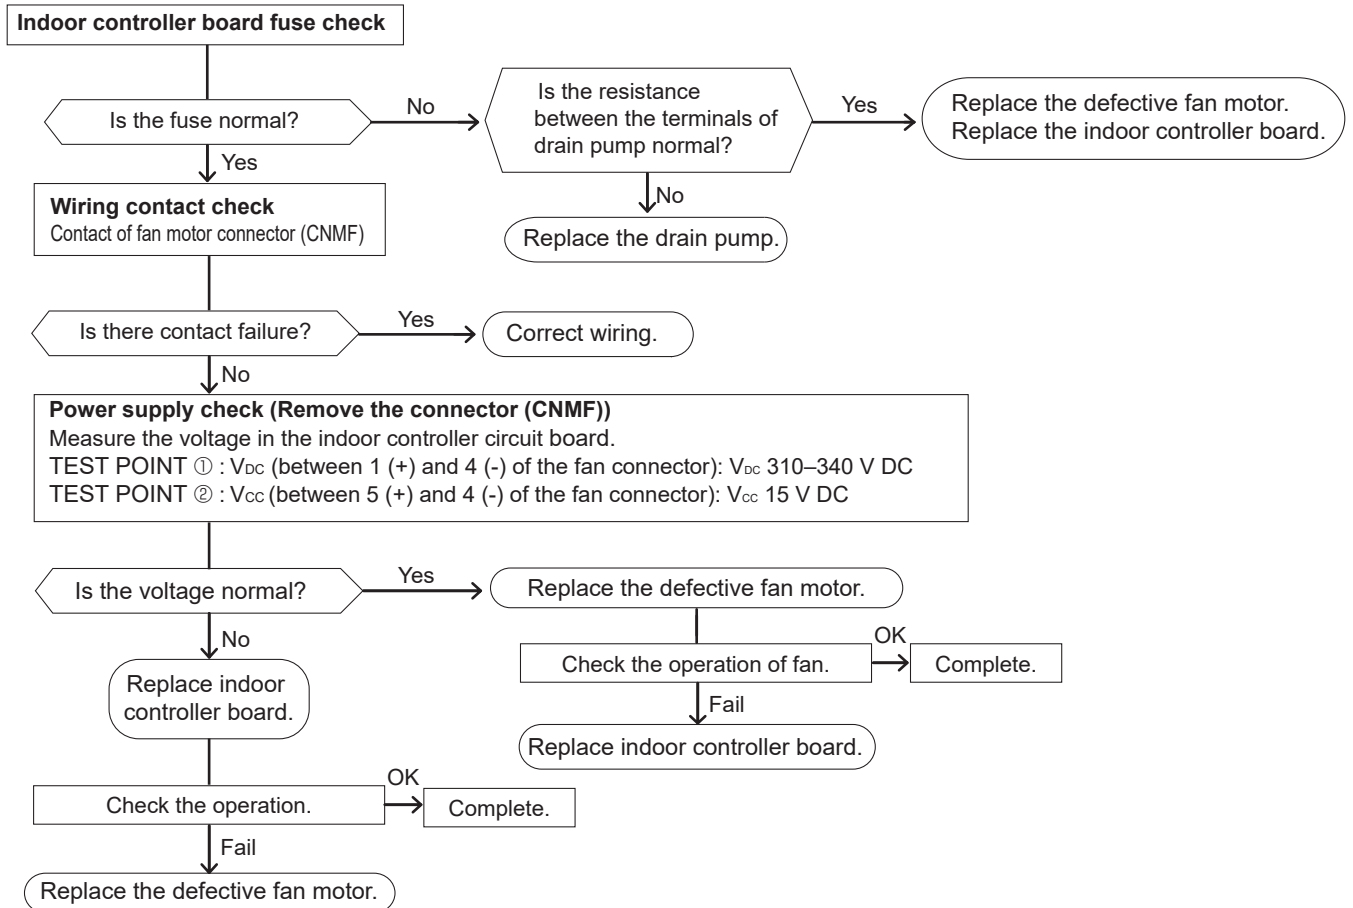 Indoor controller board fuse check
Is the fuse normal?
No
Is the resistance
between the terminals of
drain pump normal?
Yes
Replace the defective fan motor.
Replace the indoor controller board.
No
Replace the drain pump.
Yes
Wiring contact check
Contact of fan motor connector (CNMF)
Is there contact failure?
Yes
Correct wiring.
No
Power supply check (Remove the connector (CNMF))
Measure the voltage in the indoor controller circuit board.
TEST POINT ① : VDC (between 1 (+) and 4 (-) of the fan connector): VDC 310–340 V DC
TEST POINT ② : VCC (between 5 (+) and 4 (-) of the fan connector): VCC 15 V DC
Is the voltage normal?
Yes
Replace the defective fan motor.
Check the operation of fan.
OK
Complete.
Fail
Replace indoor controller board.
No
Replace indoor
controller board.
Check the operation.
OK
Complete.
Fail
Replace the defective fan motor.